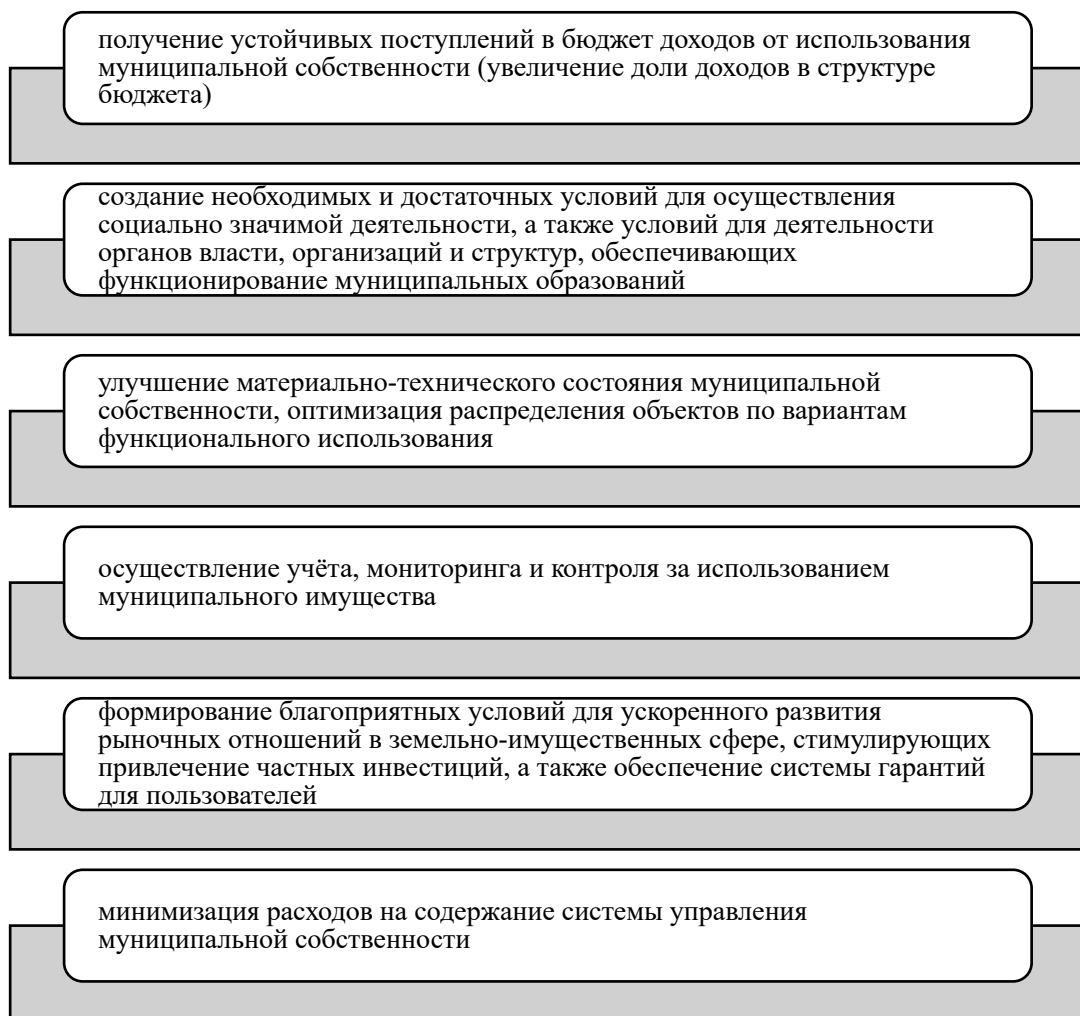 получение устойчивых поступлений в бюджет доходов от использования
муниципальной собственности (увеличение доли доходов в структуре
бюджета)
создание необходимых и достаточных условий для осуществления
социально значимой деятельности, а также условий для деятельности
органов власти, организаций и структур, обеспечивающих
функционирование муниципальных образований
улучшение материально-технического состояния муниципальной
собственности, оптимизация распределения объектов по вариантам
функционального использования
осуществление учёта, мониторинга и контроля за использованием
муниципального имущества
формирование благоприятных условий для ускоренного развития
рыночных отношений в земельно-имущественных сфере, стимулирующих
привлечение частных инвестиций, а также обеспечение системы гарантий
для пользователей
минимизация расходов на содержание системы управления
муниципальной собственности